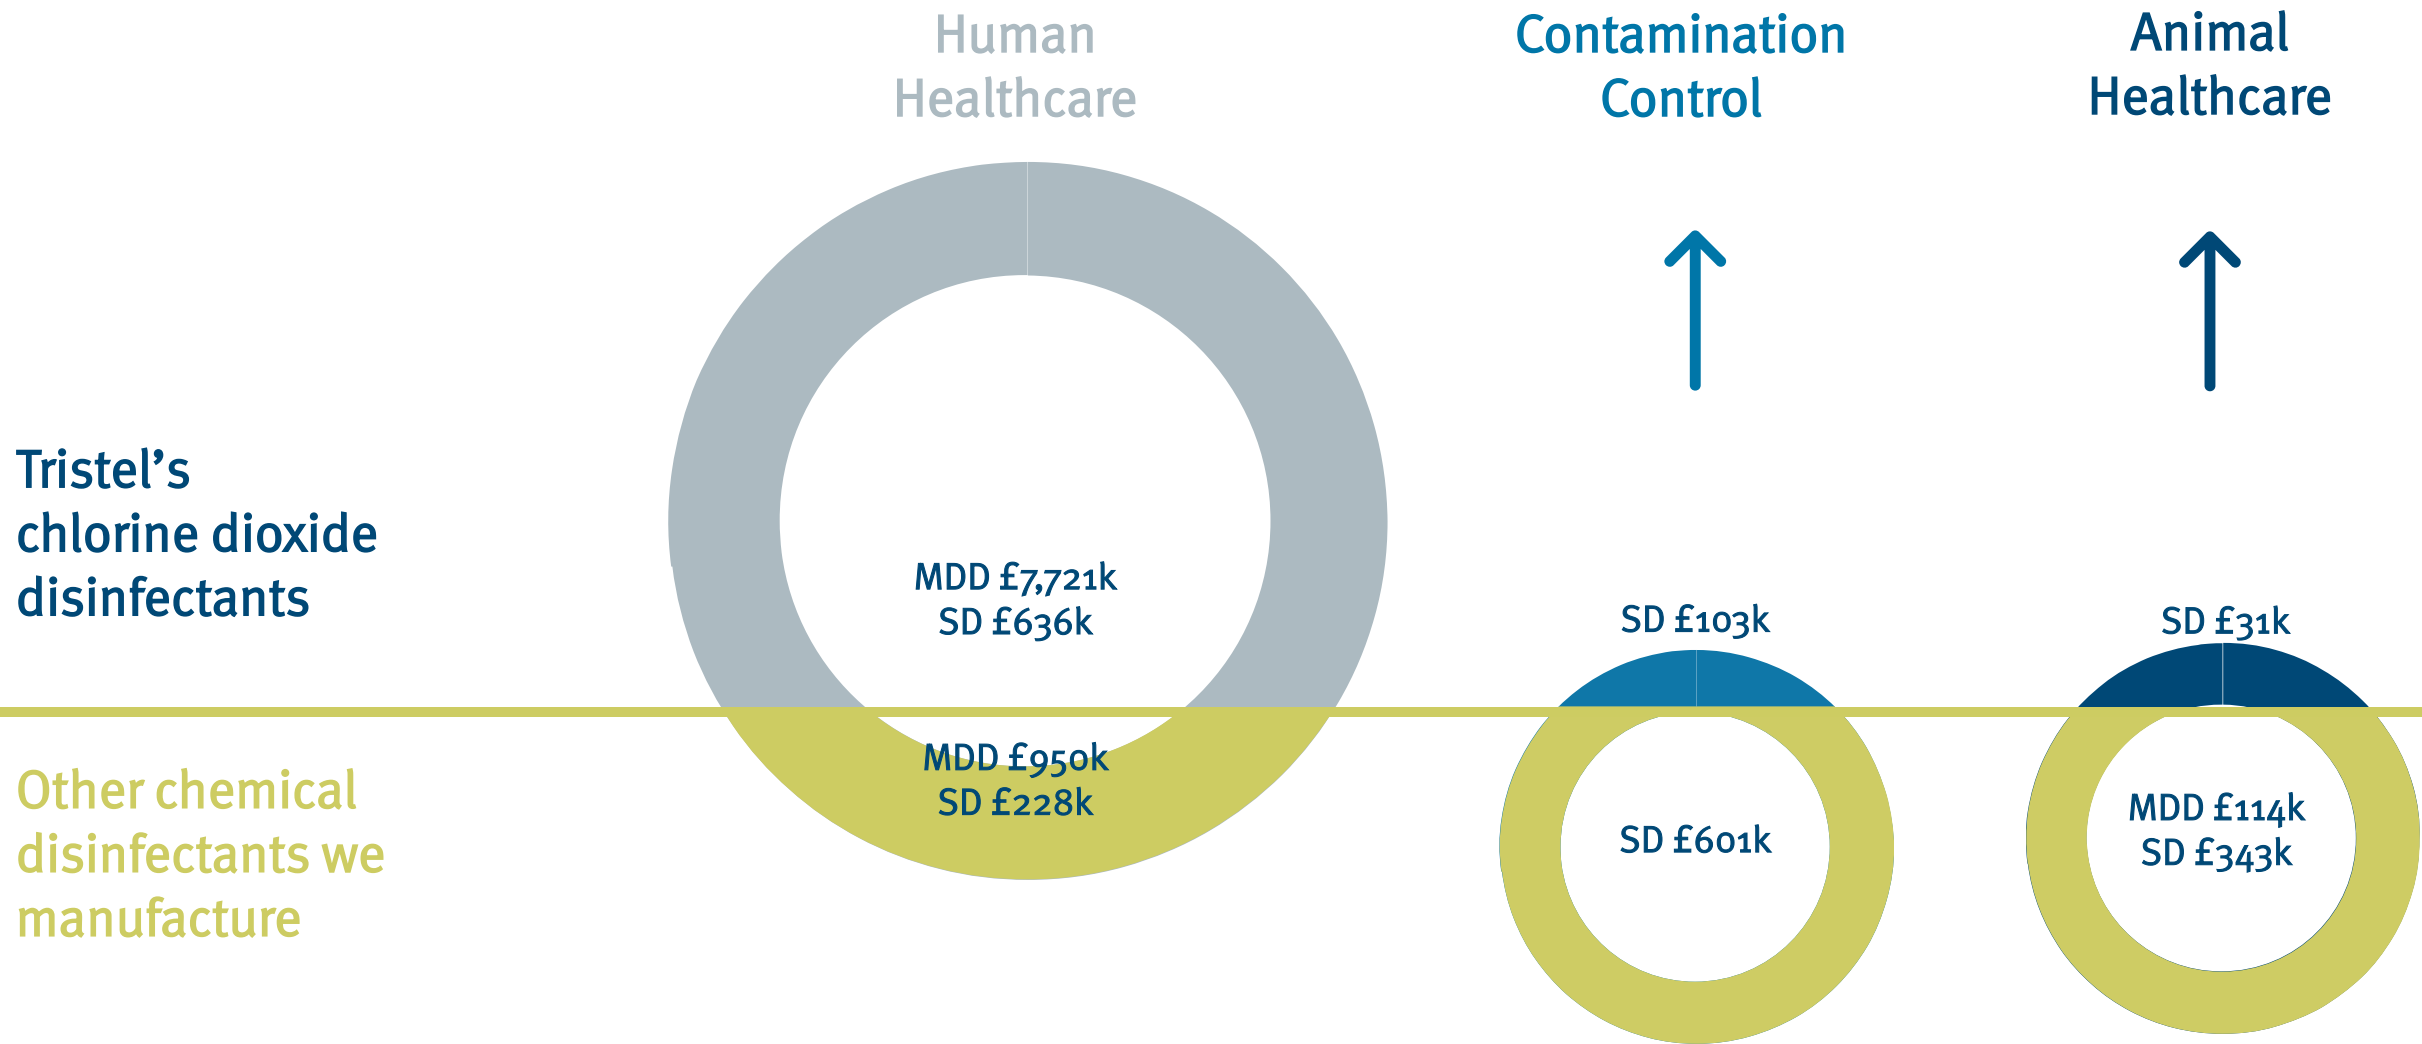 Human
Healthcare
Contamination
Control
Animal
Healthcare
Tristel’s
chlorine dioxide
disinfectants
MDD £7,721k
SD £636k
SD £103k
SD £31k
Other chemical
disinfectants we
manufacture
MDD £950k
SD £228k
SD £601k
MDD £114k
SD £343k